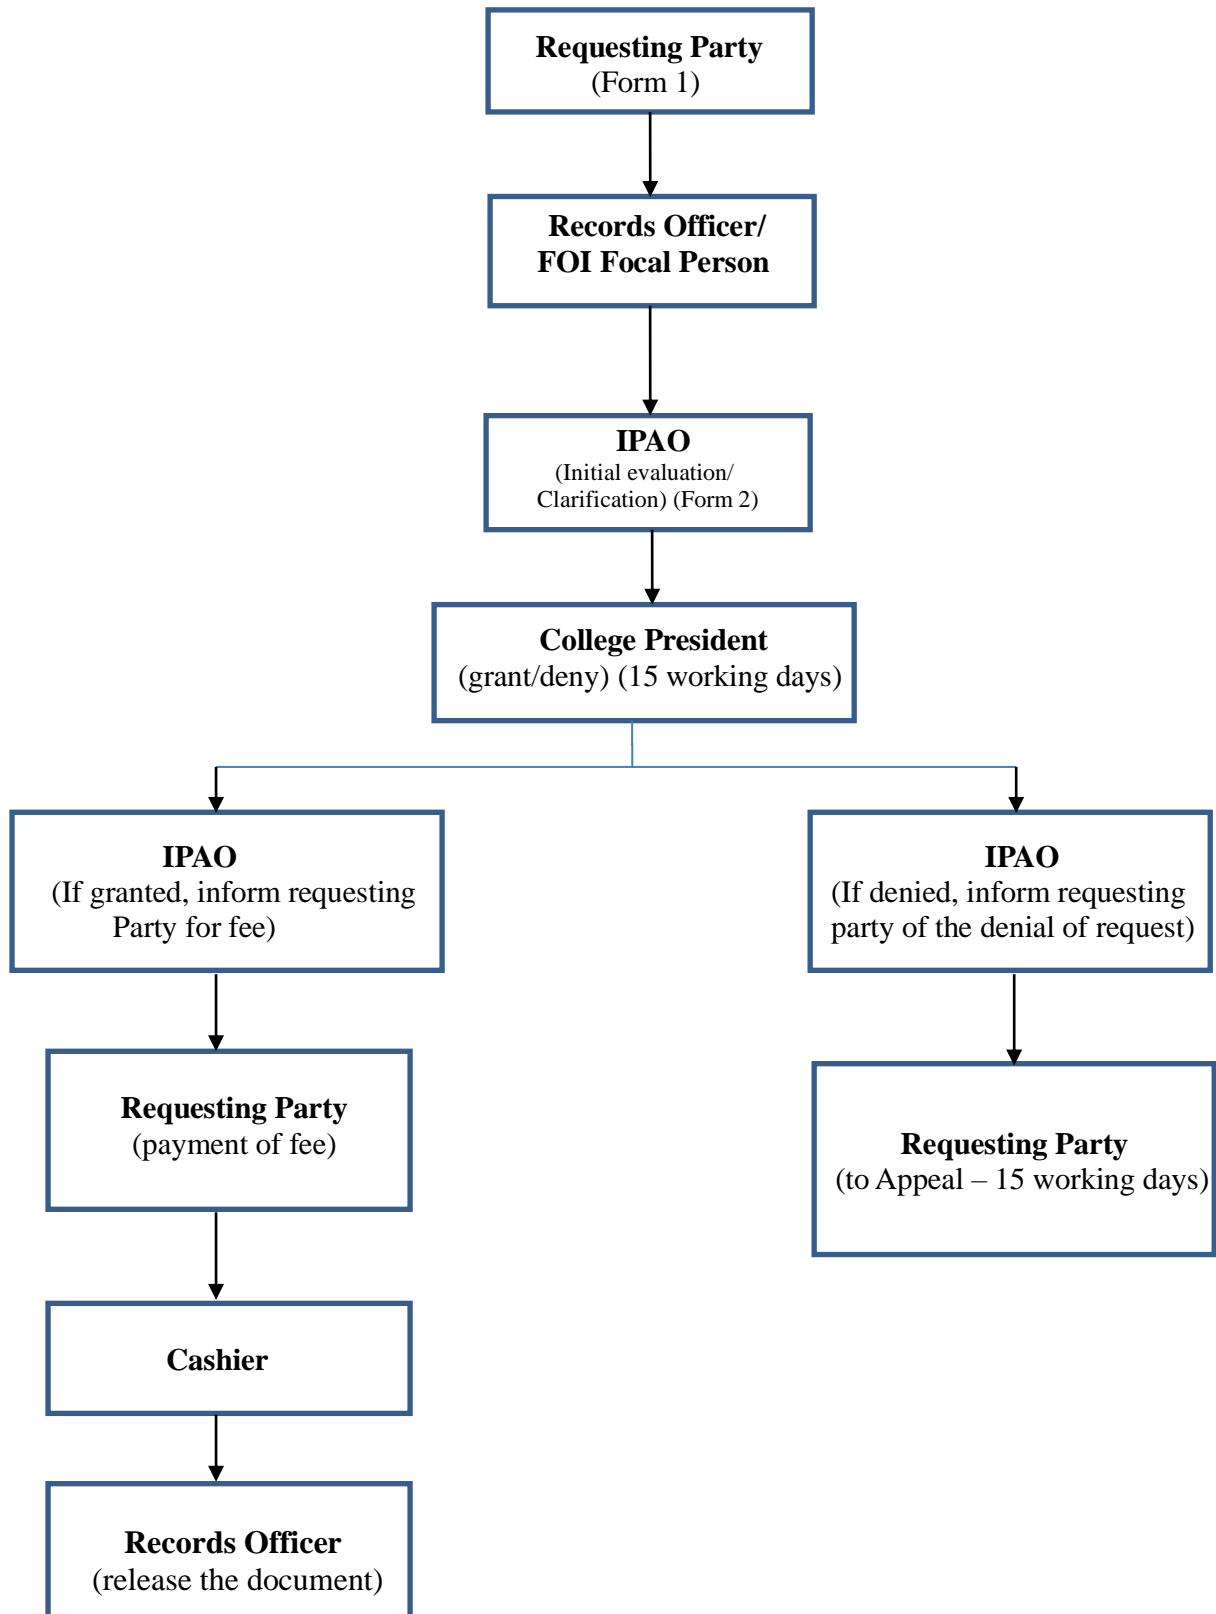 Requesting Party
(Form 1)
Records Officer/
FOI Focal Person
IPAO
(Initial evaluation/
Clarification) (Form 2)
College President
(grant/deny) (15 working days)
IPAO
(If granted, inform requesting
Party for fee)
IPAO
(If denied, inform requesting
party of the denial of request)
Requesting Party
(payment of fee)
Requesting Party
(to Appeal – 15 working days)
Cashier
Records Officer
(release the document)